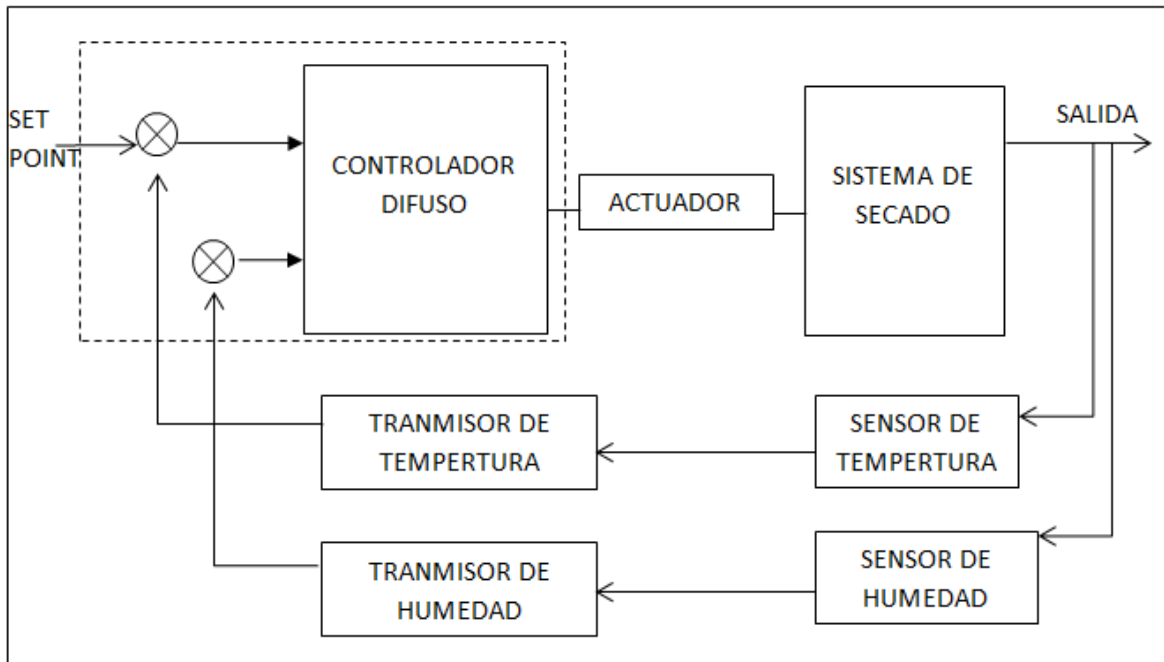 SET
POINT
CONTROLADOR
DIFUSO
ACTUADOR
SISTEMA DE
SECADO
SALIDA
TRANMISOR DE
TEMPERTURA
SENSOR DE
TEMPERTURA
TRANMISOR DE
HUMEDAD
SENSOR DE
HUMEDAD